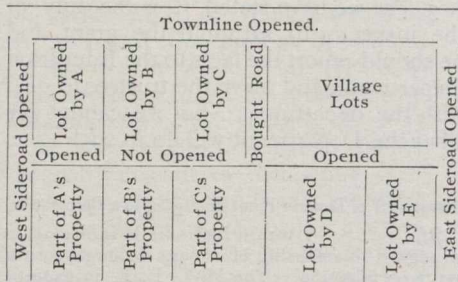 Townline Opened.
West Sideroad Opened
Lot Owned
by A
Lot Owned
by B
Lot Owned
by C
Bought Road
Village
Lots
East Sideroad Opened
Opened
Not Opened
Opened
Part of A's
Property
Part of B's
Property
Part of C's
Property
Lot Owned
by D
Lot Owned
by E